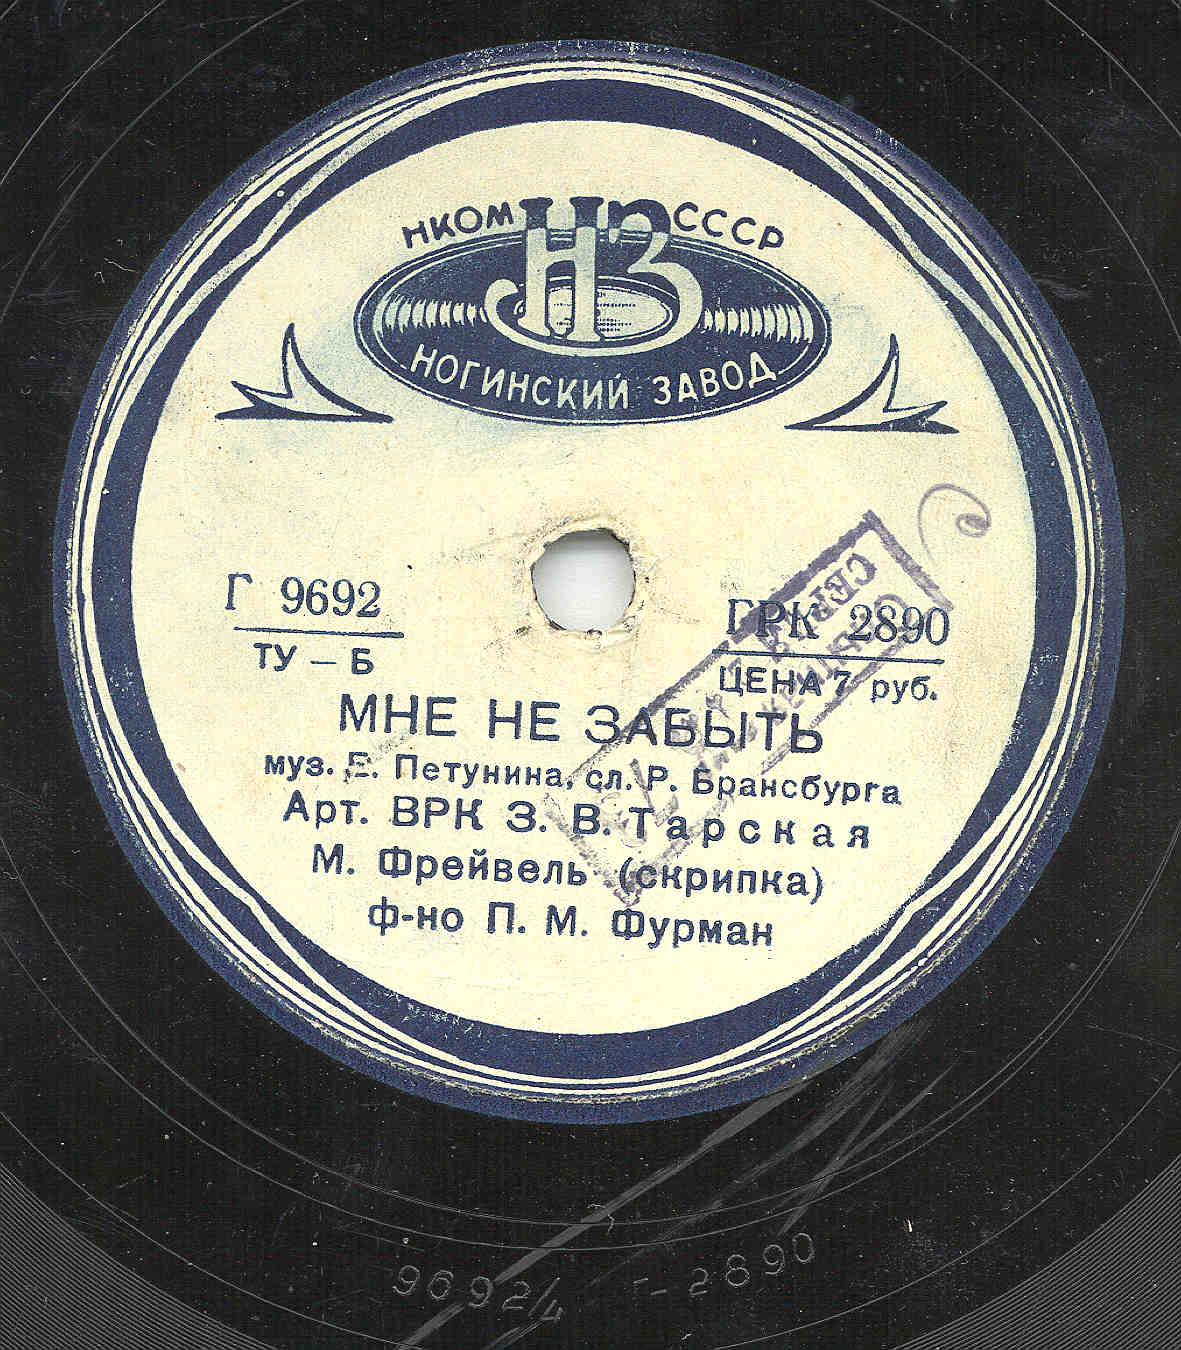 НКОМ НЗ СССР
НОГИНСКИЙ ЗАВОД
Г 9692
ТУ – Б
ГРК 2890
ЦЕНА 7 руб.
МНЕ НЕ ЗАБЫТЬ
муз. Е. Петунина, сл. Р. Брансбурга
Арт. ВРК З. В. Тарская
М. Фрейвель (скрипка)
ф-но П. М. Фурман
9692/4 Г-2890